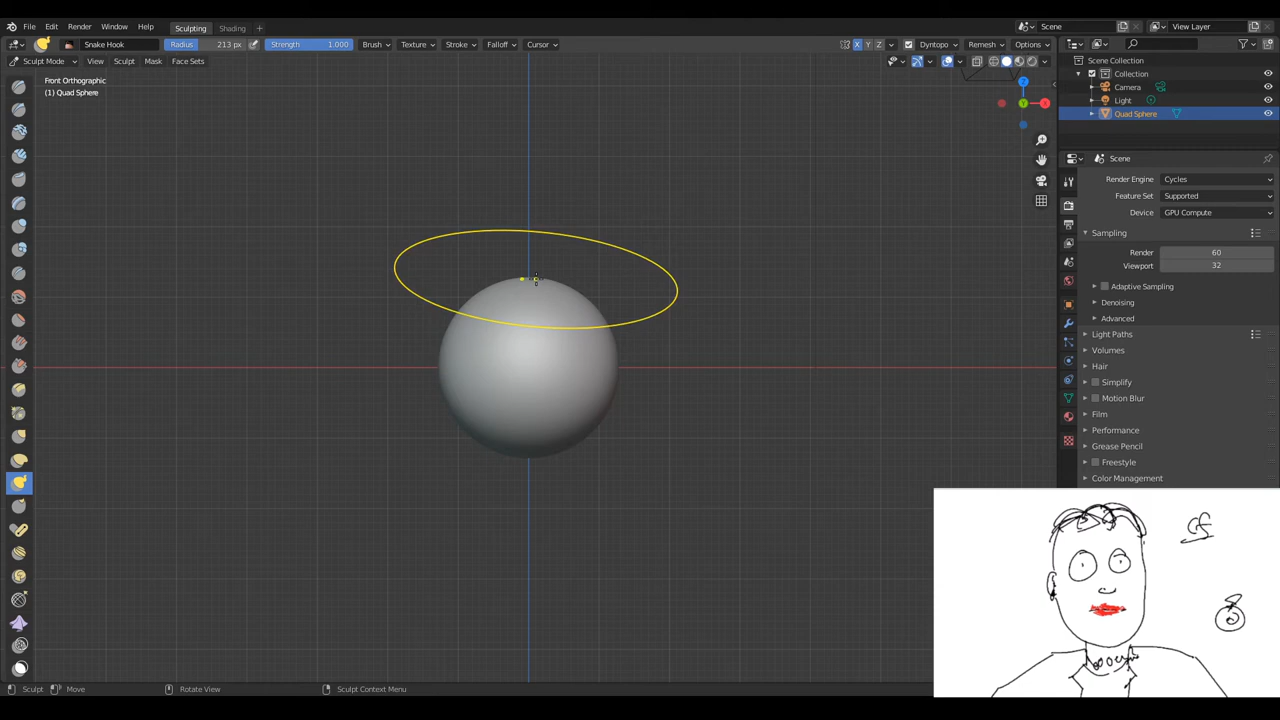 File Edit Render Window Help Sculpting Shading + Scene View Layer
Snake Hook Radius 213 px Strength 1.000 Brush Texture Stroke Falloff Cursor X Y Z Dyntopo Remesh Options
Sculpt Mode View Sculpt Mask Face Sets
Front Orthographic
(1) Quad Sphere
Z
Y
X
Scene Collection
Collection
Camera
Light
Quad Sphere
Scene
Render Engine Cycles
Feature Set Supported
Device GPU Compute
Sampling
Render 60
Viewport 32
Adaptive Sampling
Denoising
Advanced
Light Paths
Volumes
Hair
Simplify
Motion Blur
Film
Performance
Grease Pencil
Freestyle
Color Management
Sculpt Move Rotate View Sculpt Context Menu